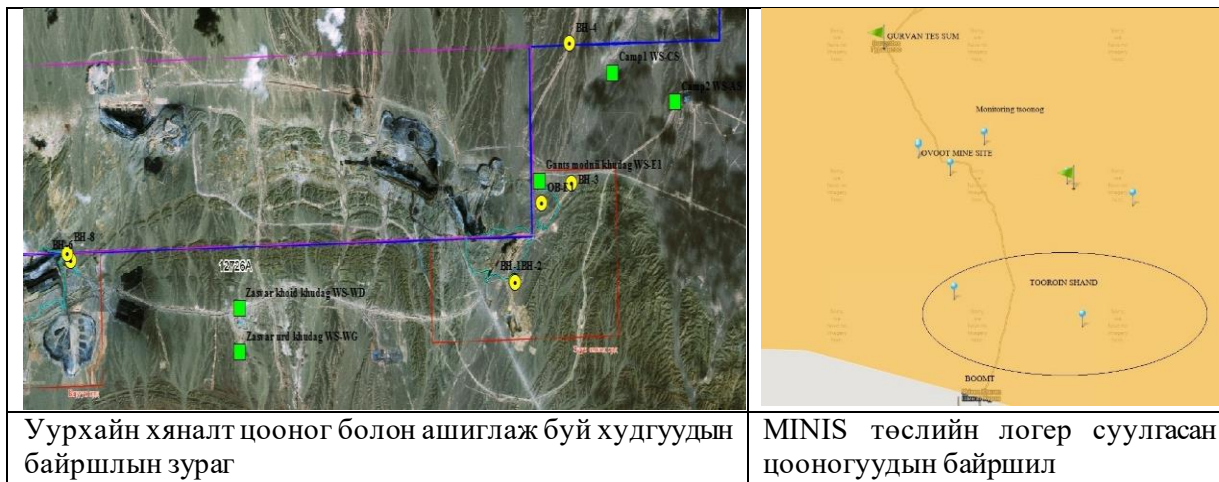 BH-4
Camp1 WS-CS
Camp2 WS-AS
Gants modnii khudag WS-E1
BH-3
BH-8
BH-6
12726A
BH-1BH-2
Zasvar khoid khudag WS-WD
Zasvar urd khudag WS-WG
GURVAN TES SUM
Monitoring tsoonog
OVOOT MINE SITE
TOOROIN SHAND
BOOMT
Уурхайн хяналт цооног болон ашиглаж буй худгуудын
байршлын зураг
MINIS төслийн логер суулгасан
цооногуудын байршил